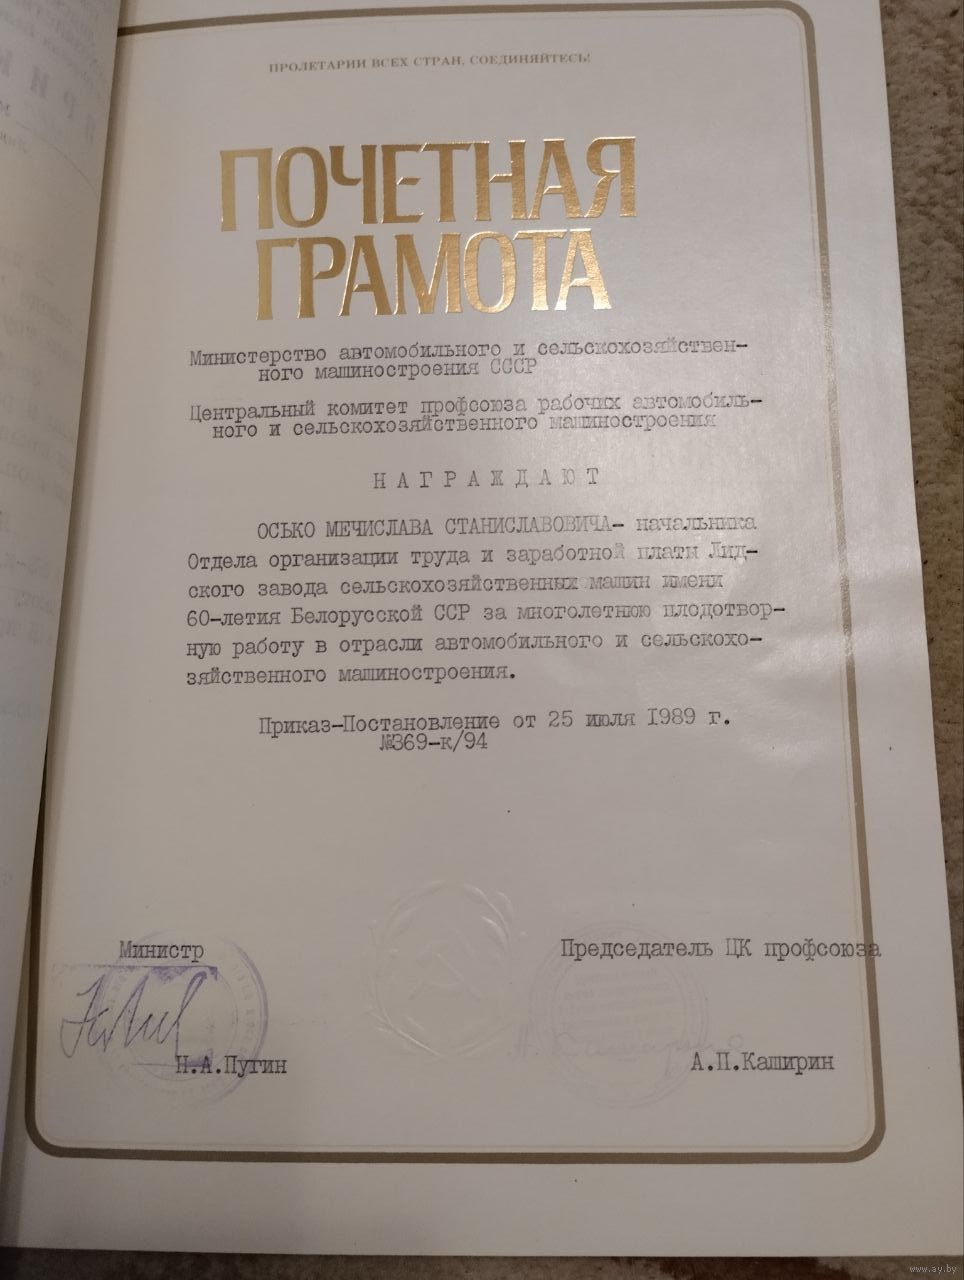 ПРОЛЕТАРИИ ВСЕХ СТРАН, СОЕДИНЯЙТЕСЬ!
ПОЧЕТНАЯ
ГРАМОТА
Министерство автомобильного и сельскохозяйствен-
ного машиностроения СССР
Центральный комитет профсоюза рабочих автомобиль-
ного и сельскохозяйственного машиностроения
Н А Г Р А Ж Д А Ю Т
ОСЬКО МЕЧИСЛАВА СТАНИСЛАВОВИЧА- начальника
Отдела организации труда и заработной платы Лид-
ского завода сельскохозяйственных машин имени
60-летия Белорусской ССР за многолетнюю плодотвор-
ную работу в отрасли автомобильного и сельскохо-
зяйственного машиностроения.
Приказ-Постановление от 25 июля 1989 г.
№369-к/94
Министр
Председатель ЦК профсоюза
Н.А.Пугин
А.П.Каширин
www.ay.by